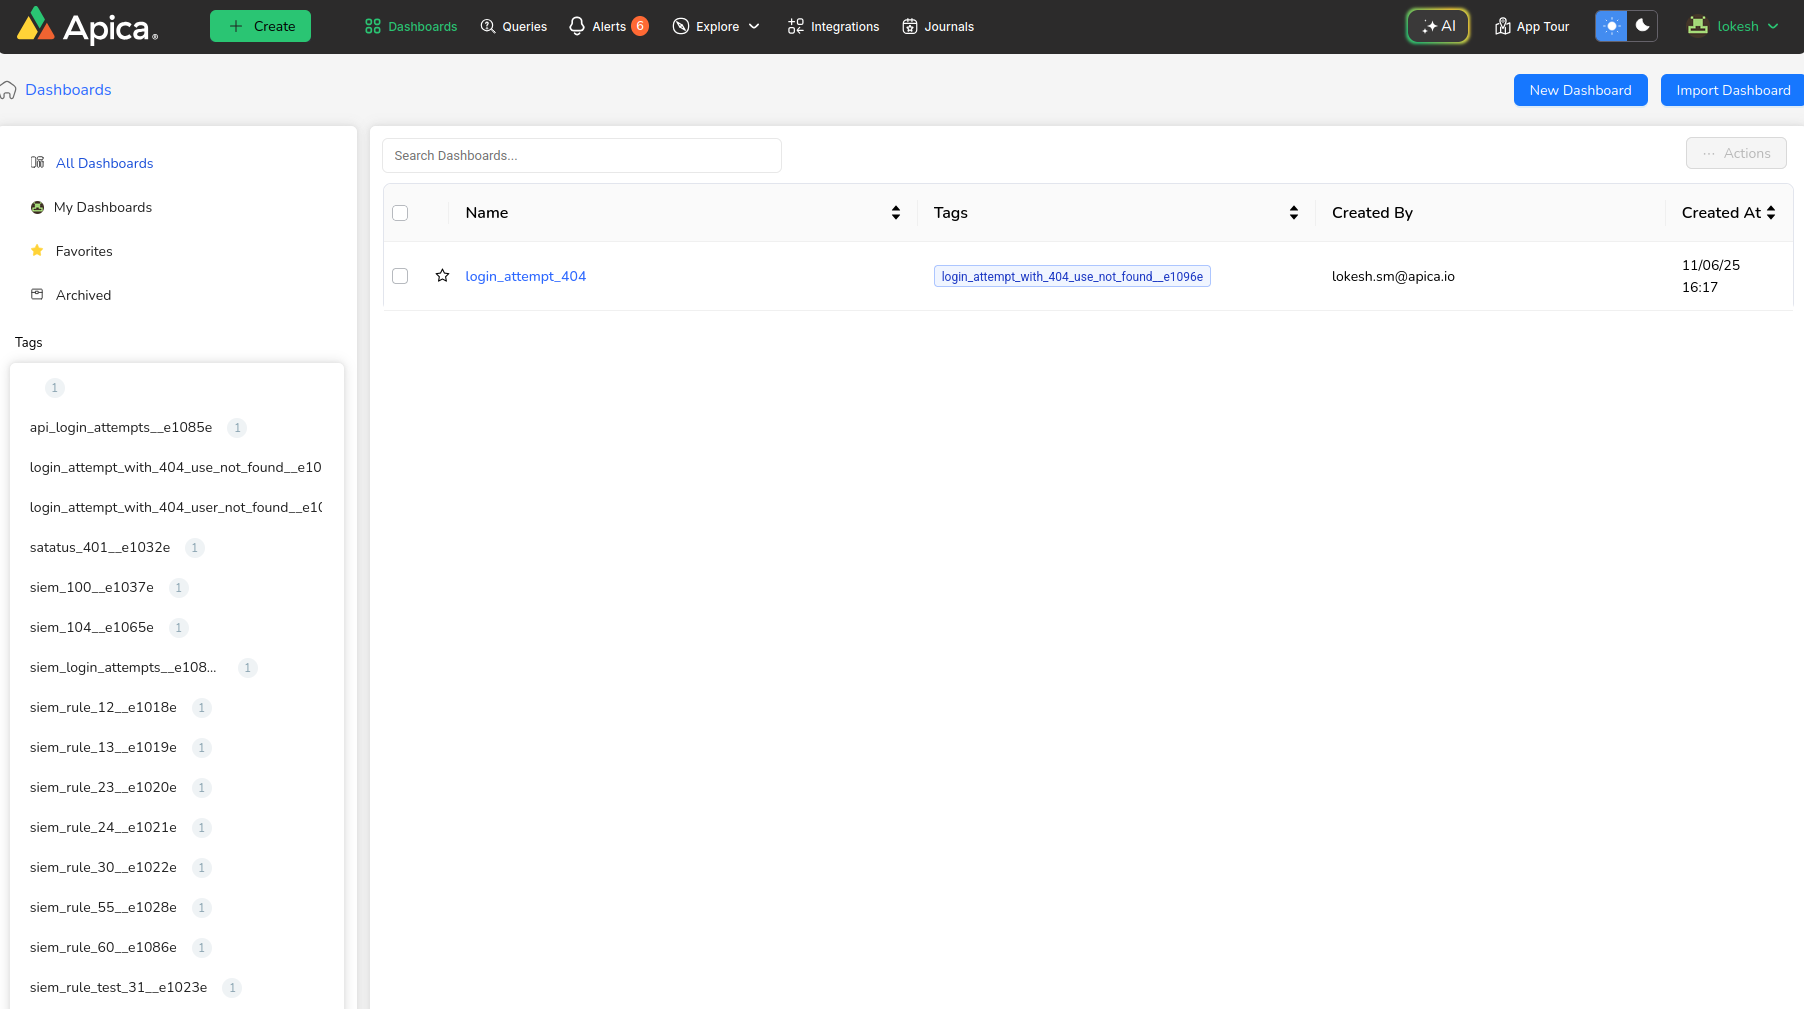 Apica
Create
Dashboards
Queries
Alerts 6
Explore
Integrations
Journals
AI
App Tour
lokesh
Dashboards
New Dashboard
Import Dashboard
All Dashboards
My Dashboards
Favorites
Archived
Tags
1
api_login_attempts__e1085e 1
login_attempt_with_404_use_not_found__e10
login_attempt_with_404_user_not_found__e10
satatus_401__e1032e 1
siem_100__e1037e 1
siem_104__e1065e 1
siem_login_attempts__e108... 1
siem_rule_12__e1018e 1
siem_rule_13__e1019e 1
siem_rule_23__e1020e 1
siem_rule_24__e1021e 1
siem_rule_30__e1022e 1
siem_rule_55__e1028e 1
siem_rule_60__e1086e 1
siem_rule_test_31__e1023e 1
Search Dashboards...
··· Actions
Name
Tags
Created By
Created At
login_attempt_404
login_attempt_with_404_use_not_found__e1096e
lokesh.sm@apica.io
11/06/25
16:17